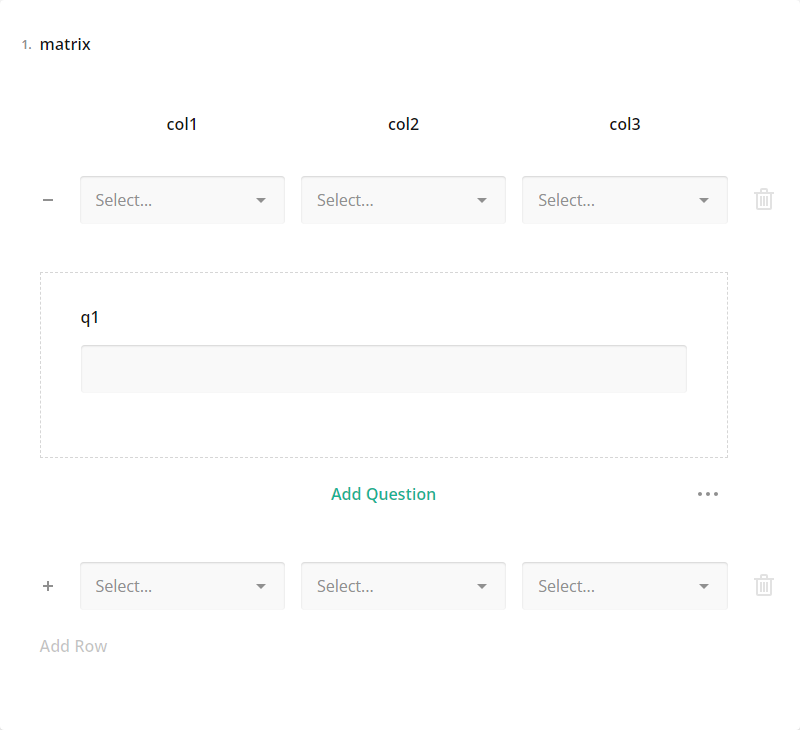 1. matrix
col1 col2 col3
Select... Select... Select...
q1
Add Question
Select... Select... Select...
Add Row